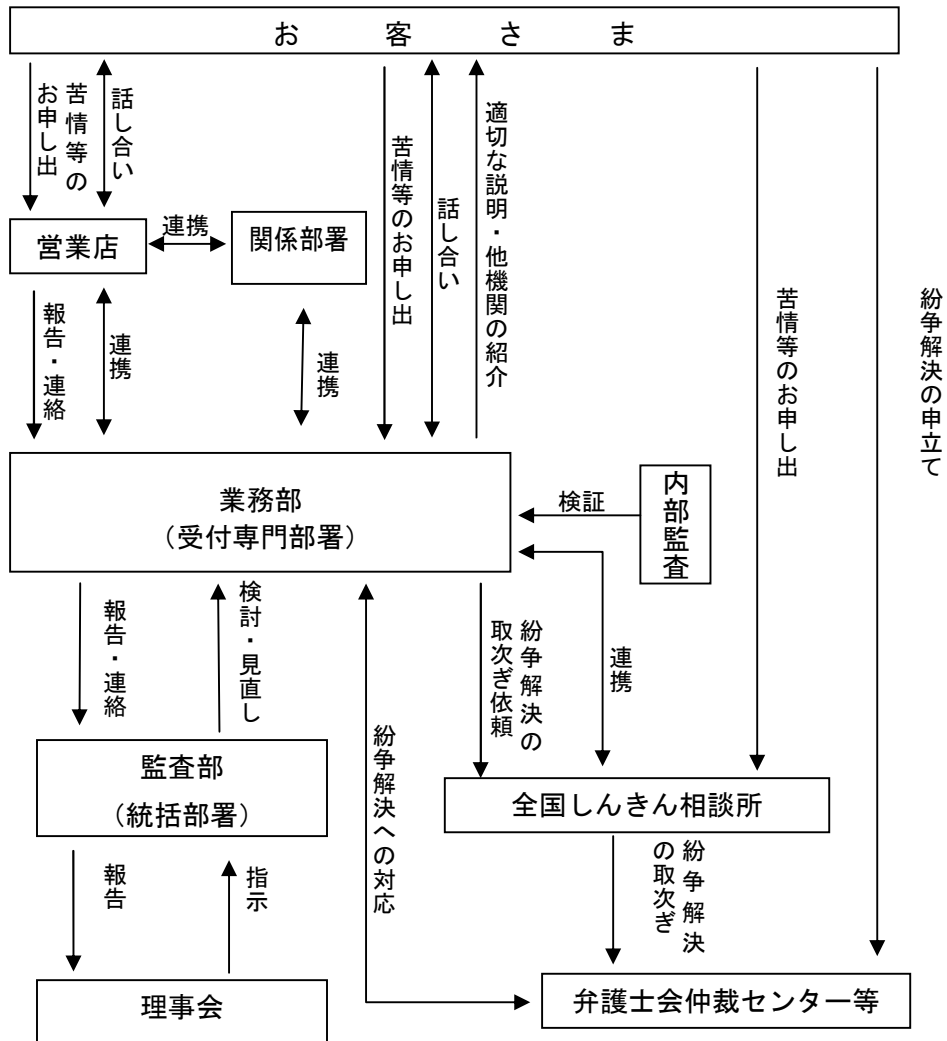 お客さま
苦情等の
お申し出
話し合い
苦情等のお申し出
話し合い
適切な説明・他機関の紹介
苦情等のお申し出
紛争解決の申立て
営業店
連携
関係部署
報告・連絡
連携
連携
業務部
（受付専門部署）
検証
内部監査
報告・連絡
検討・見直し
紛争解決の
取次ぎ依頼
連携
紛争解決への対応
監査部
（統括部署）
全国しんきん相談所
報告
指示
紛争解決
の取次ぎ
理事会
弁護士会仲裁センター等